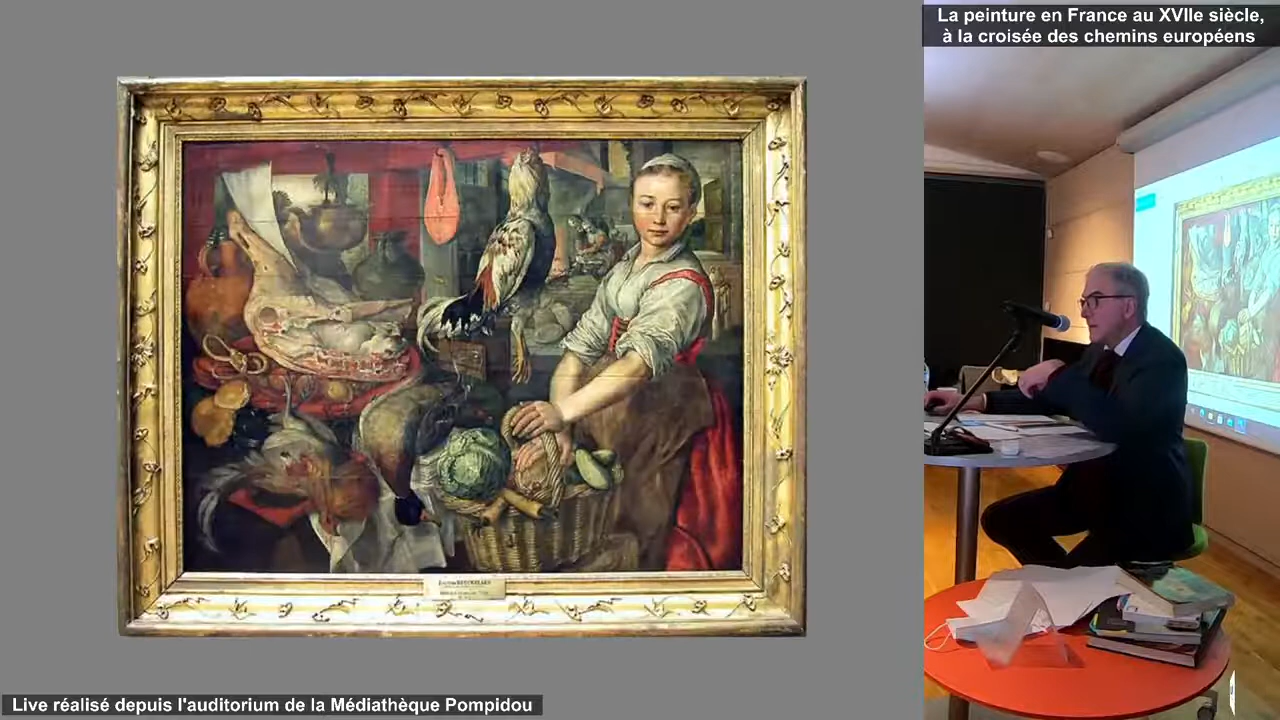 La peinture en France au XVIIe siècle,
à la croisée des chemins européens
Live réalisé depuis l'auditorium de la Médiathèque Pompidou